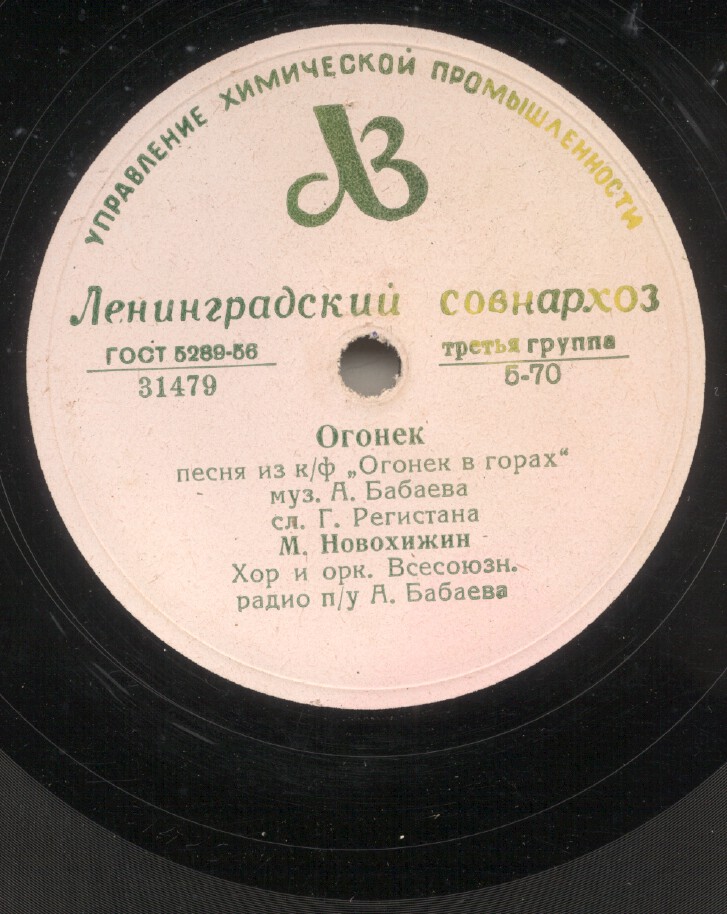 УПРАВЛЕНИЕ ХИМИЧЕСКОЙ ПРОМЫШЛЕННОСТИ
ЛЗ
Ленинградский совнархоз
ГОСТ 5289-56
31479
третья группа
5-70
Огонек
песня из к/ф „Огонек в горах“
муз. А. Бабаева
сл. Г. Регистана
М. Новохижин
Хор и орк. Всесоюзн.
радио п/у А. Бабаева